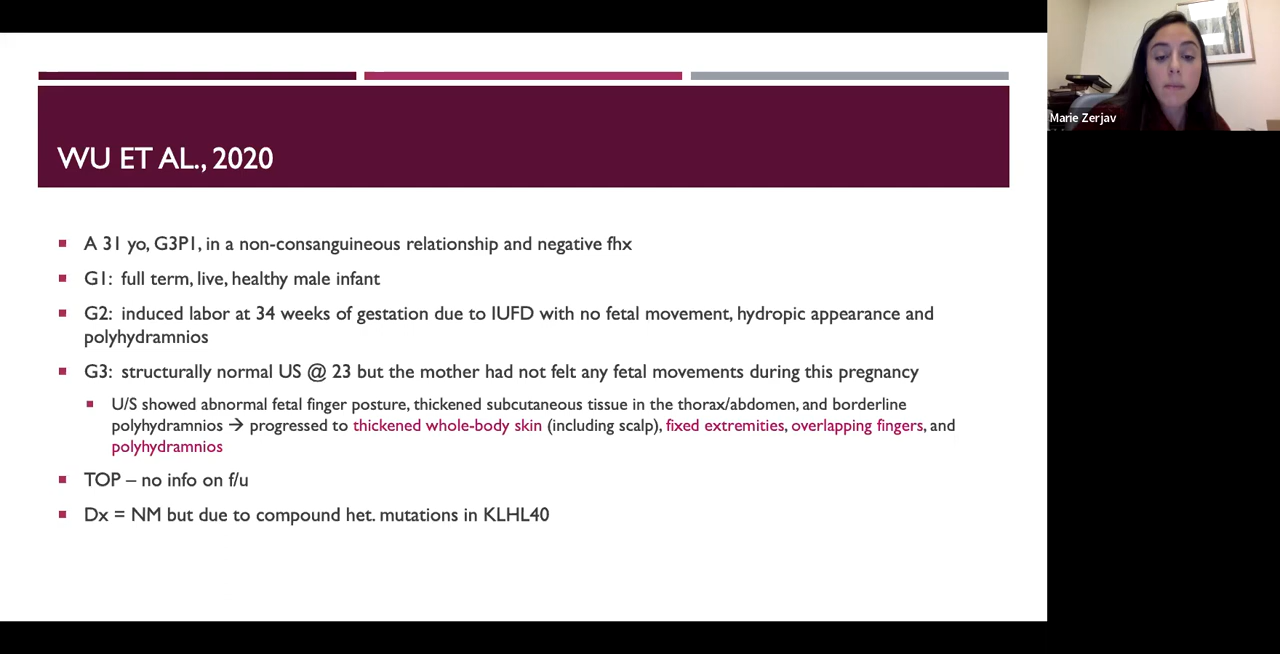 WU ET AL., 2020
▪ A 31 yo, G3P1, in a non-consanguineous relationship and negative fhx
▪ G1: full term, live, healthy male infant
▪ G2: induced labor at 34 weeks of gestation due to IUFD with no fetal movement, hydropic appearance and
polyhydramnios
▪ G3: structurally normal US @ 23 but the mother had not felt any fetal movements during this pregnancy
▪ U/S showed abnormal fetal finger posture, thickened subcutaneous tissue in the thorax/abdomen, and borderline
polyhydramnios → progressed to thickened whole-body skin (including scalp), fixed extremities, overlapping fingers, and
polyhydramnios
▪ TOP – no info on f/u
▪ Dx = NM but due to compound het. mutations in KLHL40
Marie Zerjav